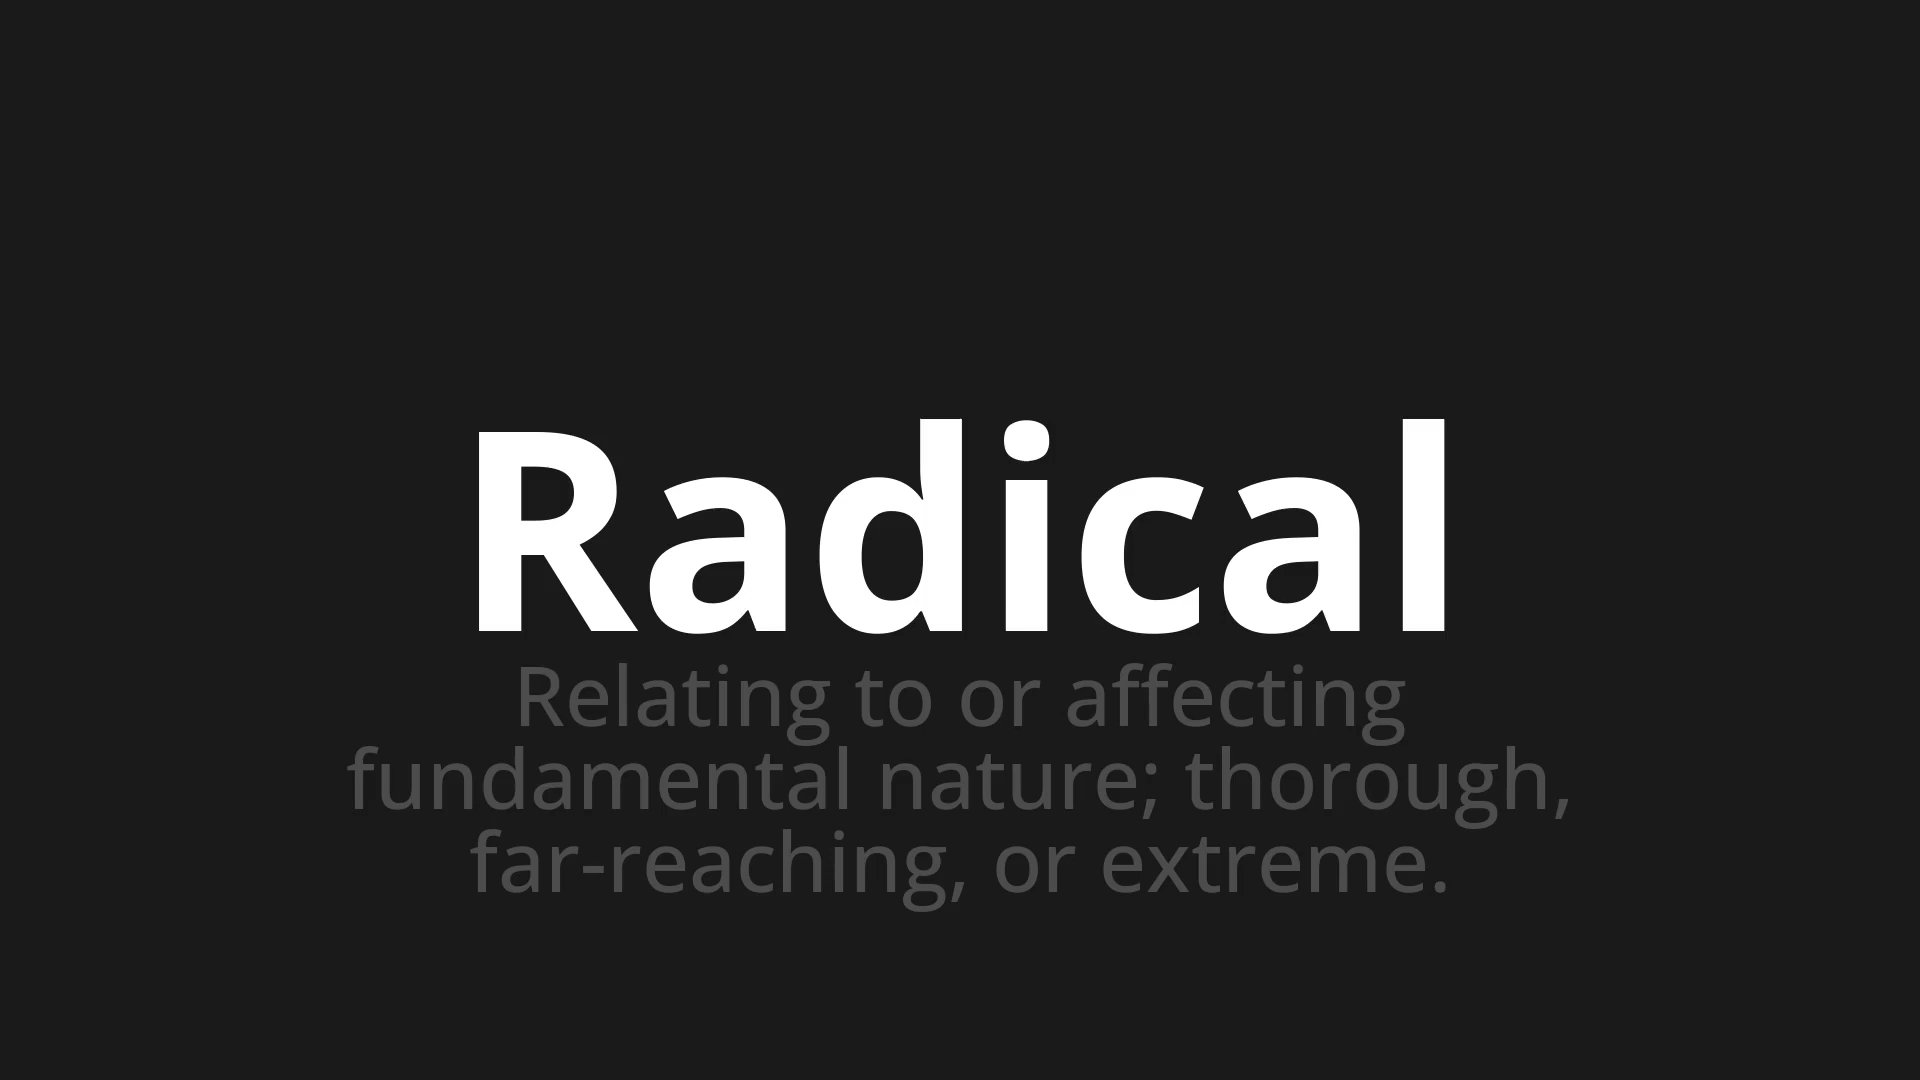 Radical
Relating to or affecting
fundamental nature; thorough,
far-reaching, or extreme.